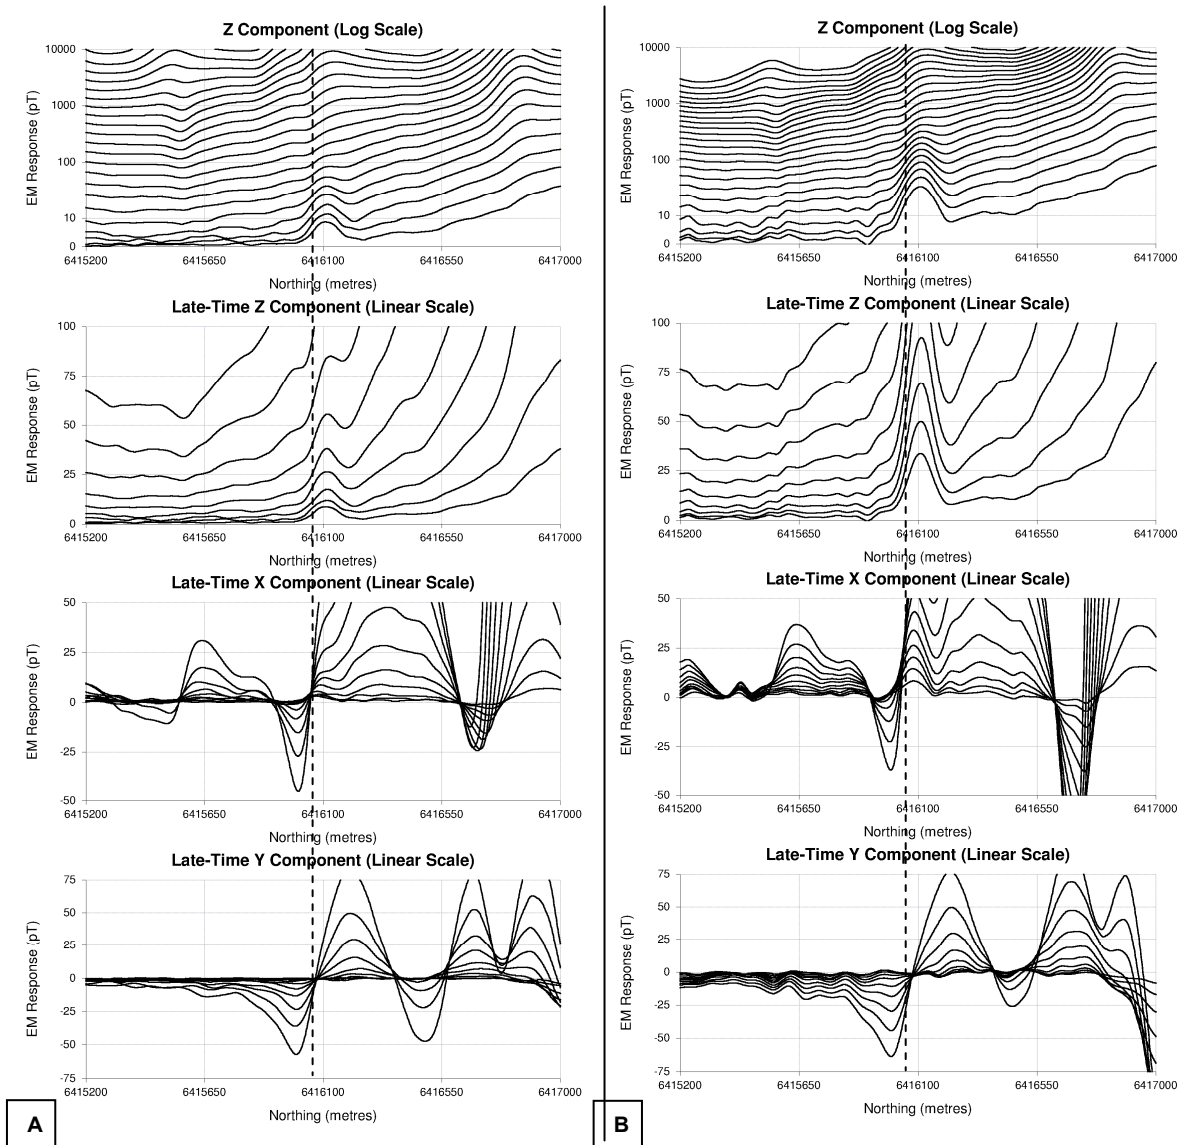 Z Component (Log Scale)
EM Response (pT)
10000
1000
100
10
0
6415200 6415650 6416100 6416550 6417000
Northing (metres)
Late-Time Z Component (Linear Scale)
EM Response (pT)
100
75
50
25
0
6415200 6415650 6416100 6416550 6417000
Northing (metres)
Late-Time X Component (Linear Scale)
EM Response (pT)
50
25
0
-25
-50
6415200 6415650 6416100 6416550 6417000
Northing (metres)
Late-Time Y Component (Linear Scale)
EM Response (pT)
75
50
25
0
-25
-50
-75
6415200 6415650 6416100 6416550 6417000
Northing (metres)
A
Z Component (Log Scale)
EM Response (pT)
10000
1000
100
10
0
6415200 6415650 6416100 6416550 6417000
Northing (metres)
Late-Time Z Component (Linear Scale)
EM Response (pT)
100
75
50
25
0
6415200 6415650 6416100 6416550 6417000
Northing (metres)
Late-Time X Component (Linear Scale)
EM Response (pT)
50
25
0
-25
-50
6415200 6415650 6416100 6416550 6417000
Northing (metres)
Late-Time Y Component (Linear Scale)
EM Response (pT)
75
50
25
0
-25
-50
-75
6415200 6415650 6416100 6416550 6417000
Northing (metres)
B